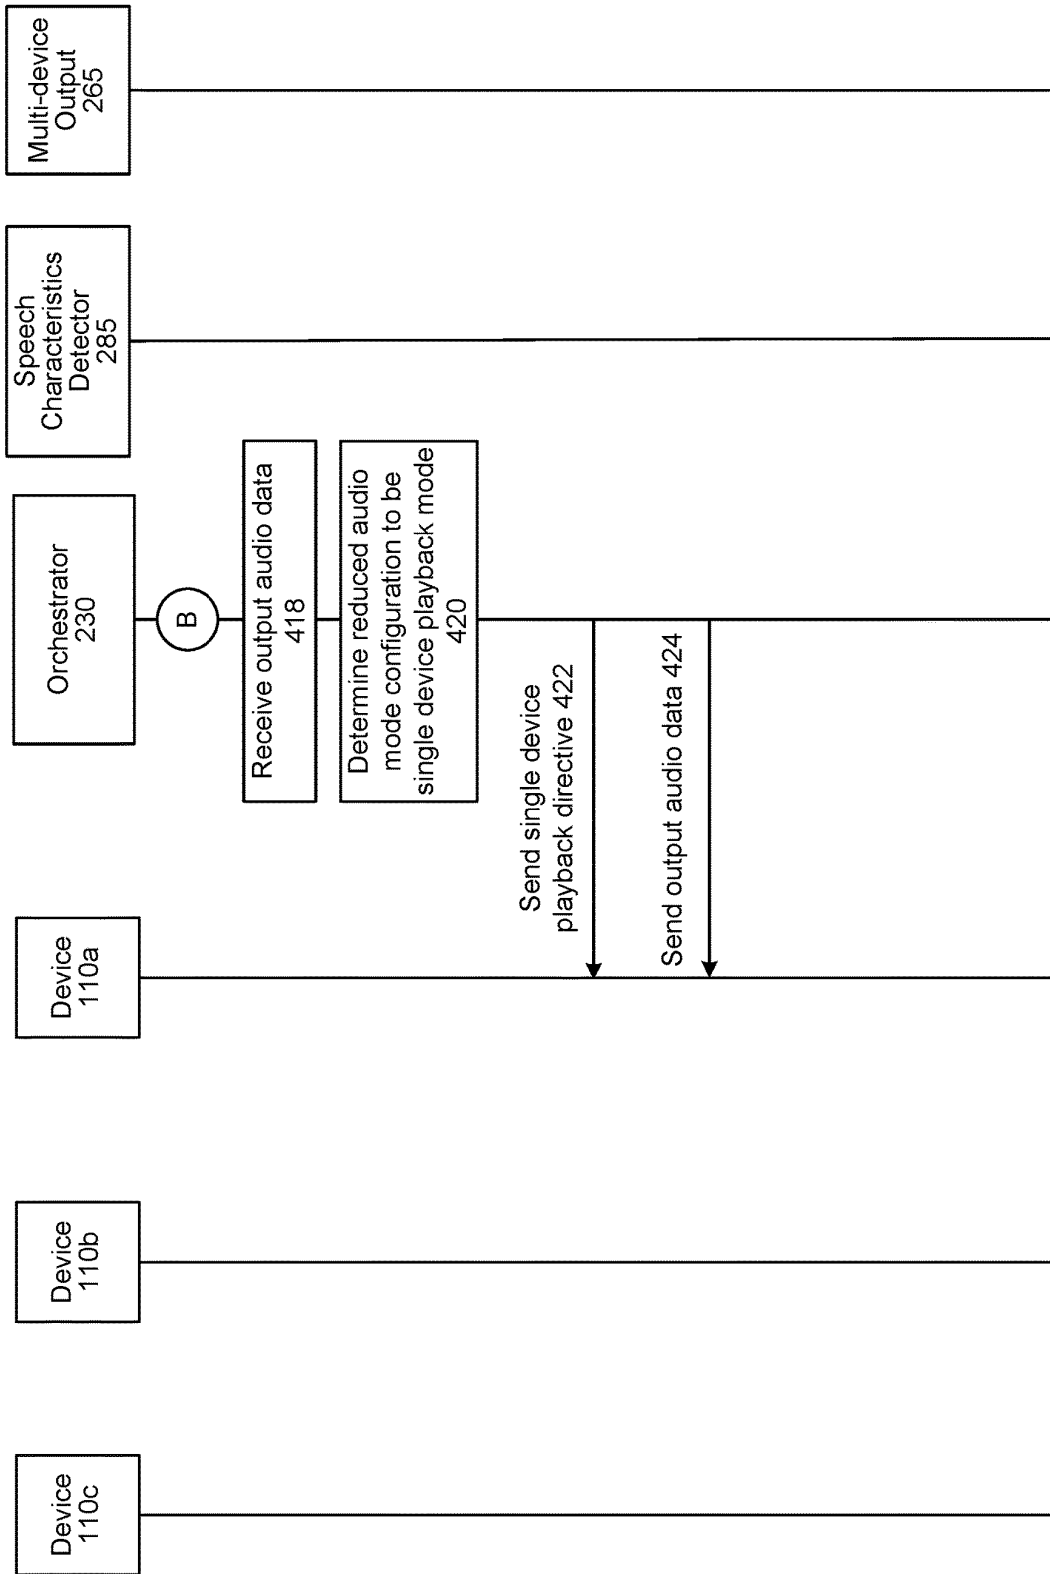 Device
110c
Device
110b
Device
110a
Orchestrator
230
Speech
Characteristics
Detector
285
Multi-device
Output
265
B
Receive output audio data
418
Determine reduced audio
mode configuration to be
single device playback mode
420
Send single device
playback directive 422
Send output audio data 424